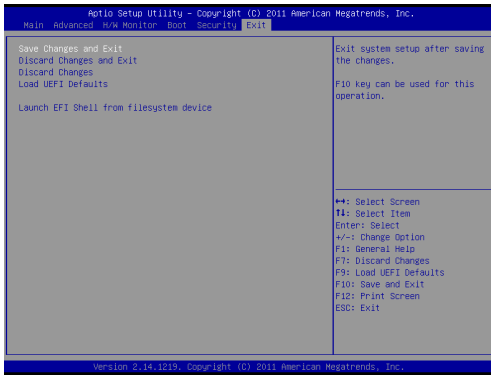 Aptio Setup Utility – Copyright (C) 2011 American Megatrends, Inc.
Main Advanced H/W Monitor Boot Security Exit
Save Changes and Exit
Discard Changes and Exit
Discard Changes
Load UEFI Defaults
Launch EFI Shell from filesystem device
Exit system setup after saving
the changes.
F10 key can be used for this
operation.
↔: Select Screen
↑↓: Select Item
Enter: Select
+/-: Change Option
F1: General Help
F7: Discard Changes
F9: Load UEFI Defaults
F10: Save and Exit
F12: Print Screen
ESC: Exit
Version 2.14.1219. Copyright (C) 2011 American Megatrends, Inc.